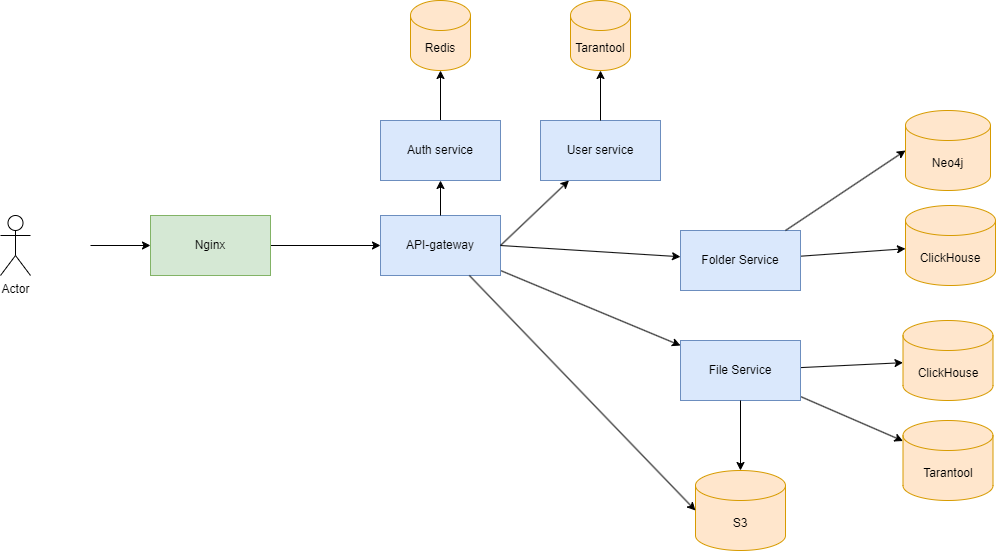 Redis
Tarantool
Auth service
User service
Neo4j
Nginx
API-gateway
Folder Service
ClickHouse
Actor
File Service
ClickHouse
Tarantool
S3